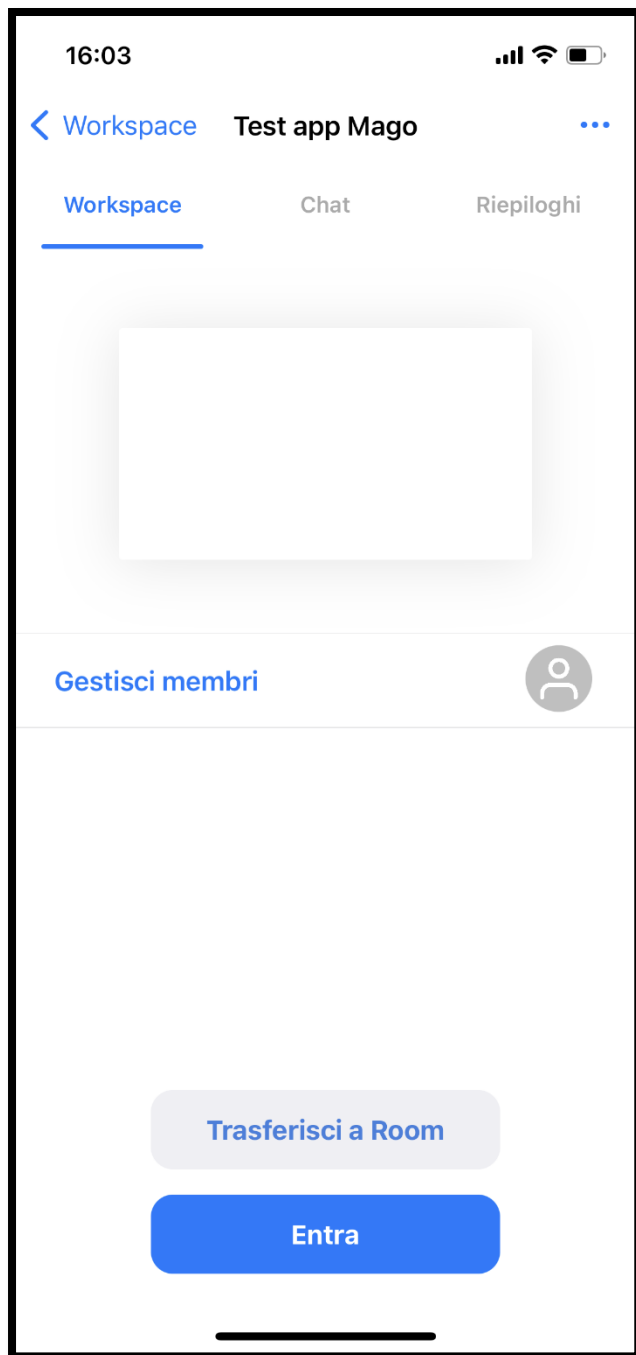 16:03
Workspace Test app Mago
Workspace Chat Riepiloghi
Gestisci membri
Trasferisci a Room
Entra